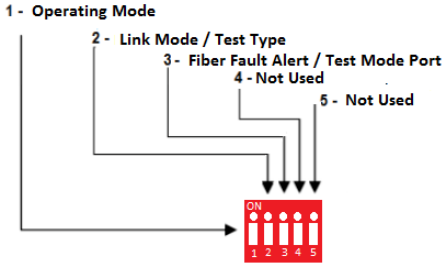 1 - Operating Mode
2 - Link Mode / Test Type
3 - Fiber Fault Alert / Test Mode Port
4 - Not Used
5 - Not Used
ON
1 2 3 4 5